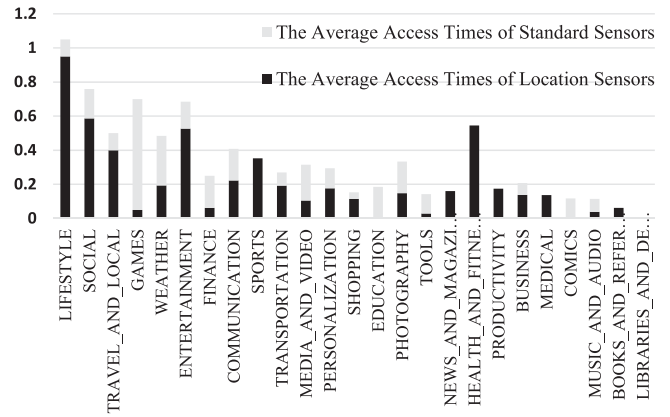 1.2
The Average Access Times of Standard Sensors
1
The Average Access Times of Location Sensors
0.8
0.6
0.4
0.2
0
LIFESTYLE
SOCIAL
TRAVEL_AND_LOCAL
GAMES
WEATHER
ENTERTAINMENT
FINANCE
COMMUNICATION
SPORTS
TRANSPORTATION
MEDIA_AND_VIDEO
PERSONALIZATION
SHOPPING
EDUCATION
PHOTOGRAPHY
TOOLS
NEWS_AND_MAGAZI…
HEALTH_AND_FITNE…
PRODUCTIVITY
BUSINESS
MEDICAL
COMICS
MUSIC_AND_AUDIO
BOOKS_AND_REFER…
LIBRARIES_AND_DE…